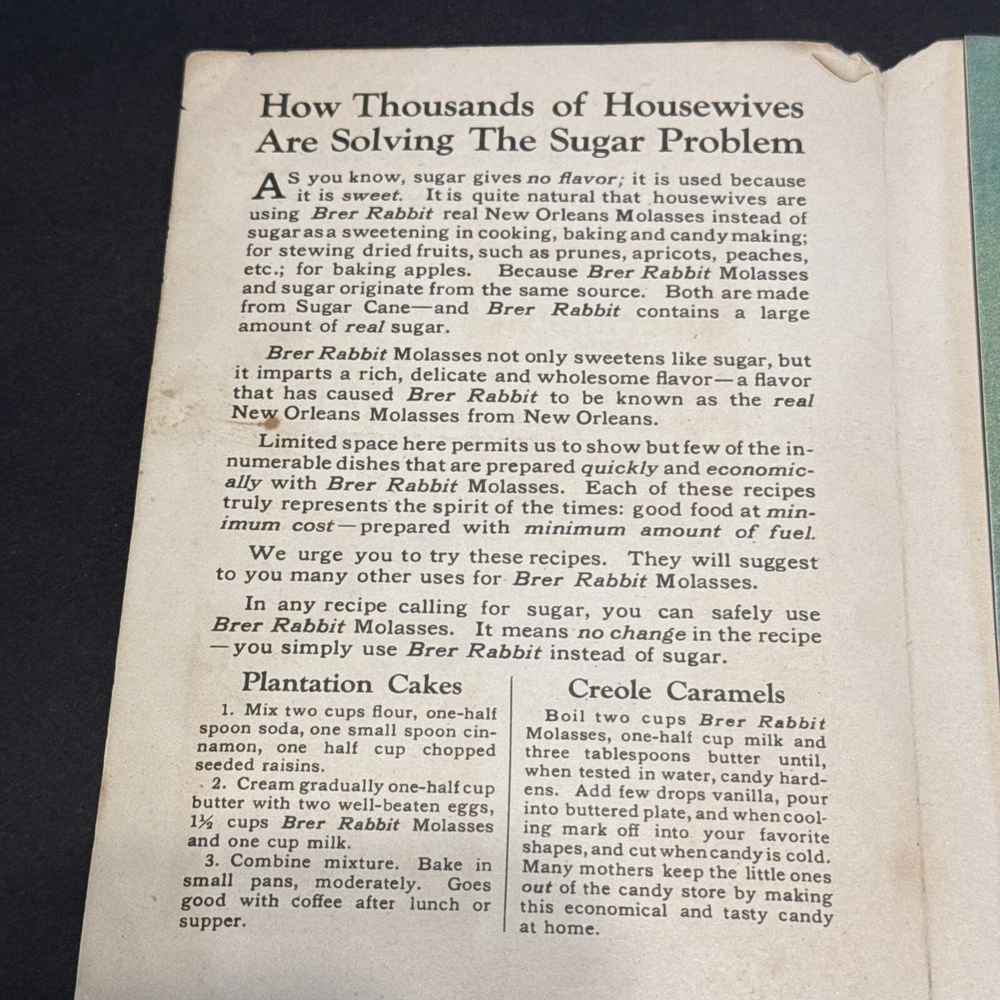 How Thousands of Housewives
Are Solving The Sugar Problem
AS you know, sugar gives no flavor; it is used because
it is sweet. It is quite natural that housewives are
using Brer Rabbit real New Orleans Molasses instead of
sugar as a sweetening in cooking, baking and candy making;
for stewing dried fruits, such as prunes, apricots, peaches,
etc.; for baking apples. Because Brer Rabbit Molasses
and sugar originate from the same source. Both are made
from Sugar Cane—and Brer Rabbit contains a large
amount of real sugar.
Brer Rabbit Molasses not only sweetens like sugar, but
it imparts a rich, delicate and wholesome flavor—a flavor
that has caused Brer Rabbit to be known as the real
New Orleans Molasses from New Orleans.
Limited space here permits us to show but few of the in-
numerable dishes that are prepared quickly and economic-
ally with Brer Rabbit Molasses. Each of these recipes
truly represents the spirit of the times: good food at min-
imum cost—prepared with minimum amount of fuel.
We urge you to try these recipes. They will suggest
to you many other uses for Brer Rabbit Molasses.
In any recipe calling for sugar, you can safely use
Brer Rabbit Molasses. It means no change in the recipe
—you simply use Brer Rabbit instead of sugar.
Plantation Cakes
1. Mix two cups flour, one-half
spoon soda, one small spoon cin-
namon, one half cup chopped
seeded raisins.
2. Cream gradually one-half cup
butter with two well-beaten eggs,
1½ cups Brer Rabbit Molasses
and one cup milk.
3. Combine mixture. Bake in
small pans, moderately. Goes
good with coffee after lunch or
supper.
Creole Caramels
Boil two cups Brer Rabbit
Molasses, one-half cup milk and
three tablespoons butter until,
when tested in water, candy hard-
ens. Add few drops vanilla, pour
into buttered plate, and when cool-
ing mark off into your favorite
shapes, and cut when candy is cold.
Many mothers keep the little ones
out of the candy store by making
this economical and tasty candy
at home.